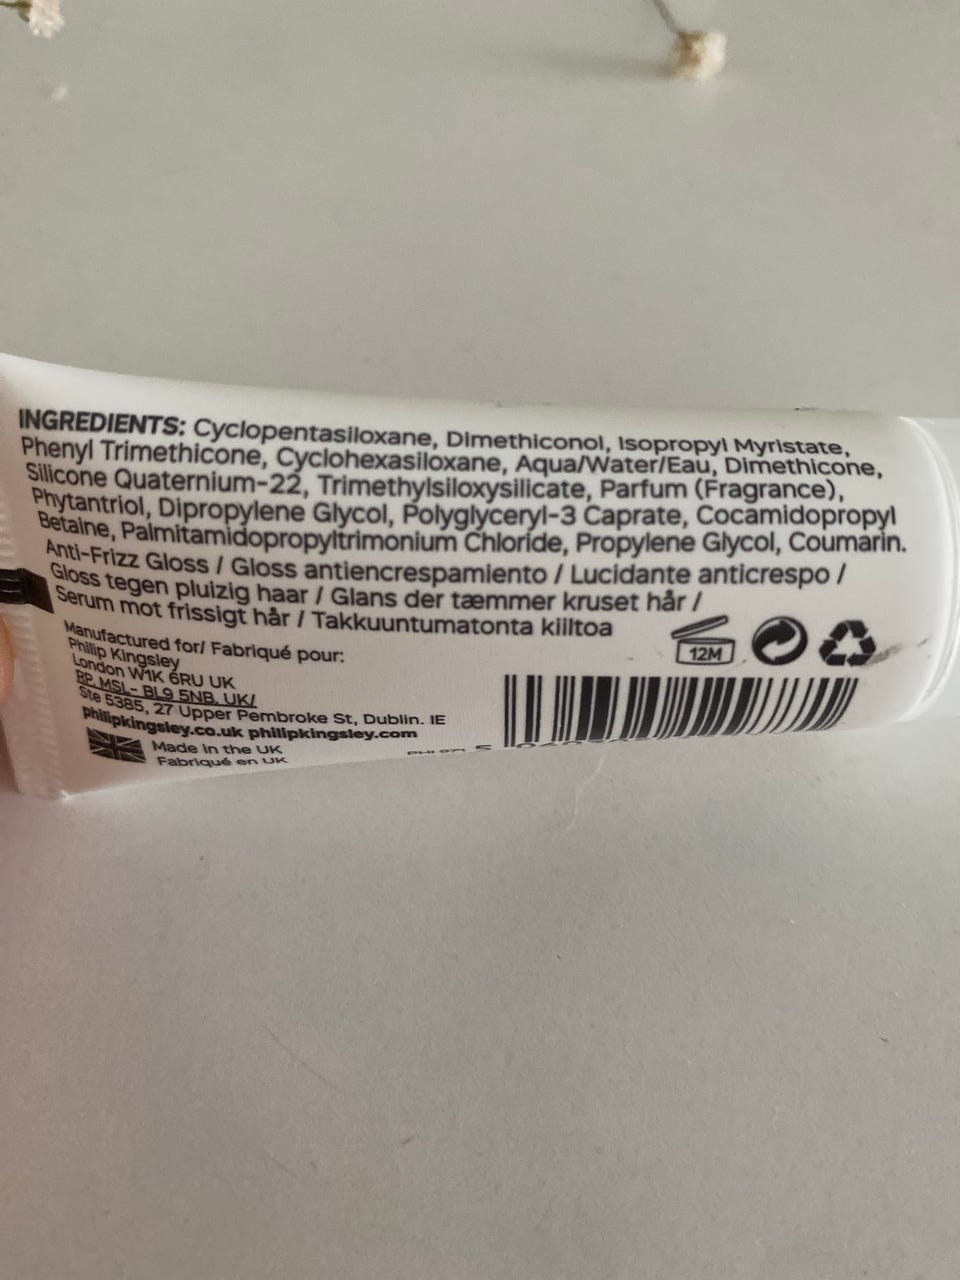 INGREDIENTS: Cyclopentasiloxane, Dimethiconol, Isopropyl Myristate,
Phenyl Trimethicone, Cyclohexasiloxane, Aqua/Water/Eau, Dimethicone,
Silicone Quaternium-22, Trimethylsiloxysilicate, Parfum (Fragrance),
Phytantriol, Dipropylene Glycol, Polyglyceryl-3 Caprate, Cocamidopropyl
Betaine, Palmitamidopropyltrimonium Chloride, Propylene Glycol, Coumarin.
Anti-Frizz Gloss / Gloss antiencrespamiento / Lucidante anticrespo /
Gloss tegen pluizig haar / Glans der tæmmer kruset hår /
Serum mot frissigt hår / Takkuuntumatonta kiiltoa
12M
Manufactured for/ Fabriqué pour:
Philip Kingsley
London W1K 6RU UK
RP. MSL- BL9 5NB. UK/
Ste 5385, 27 Upper Pembroke St, Dublin. IE
philipkingsley.co.uk philipkingsley.com
Made in the UK
Fabriqué en UK